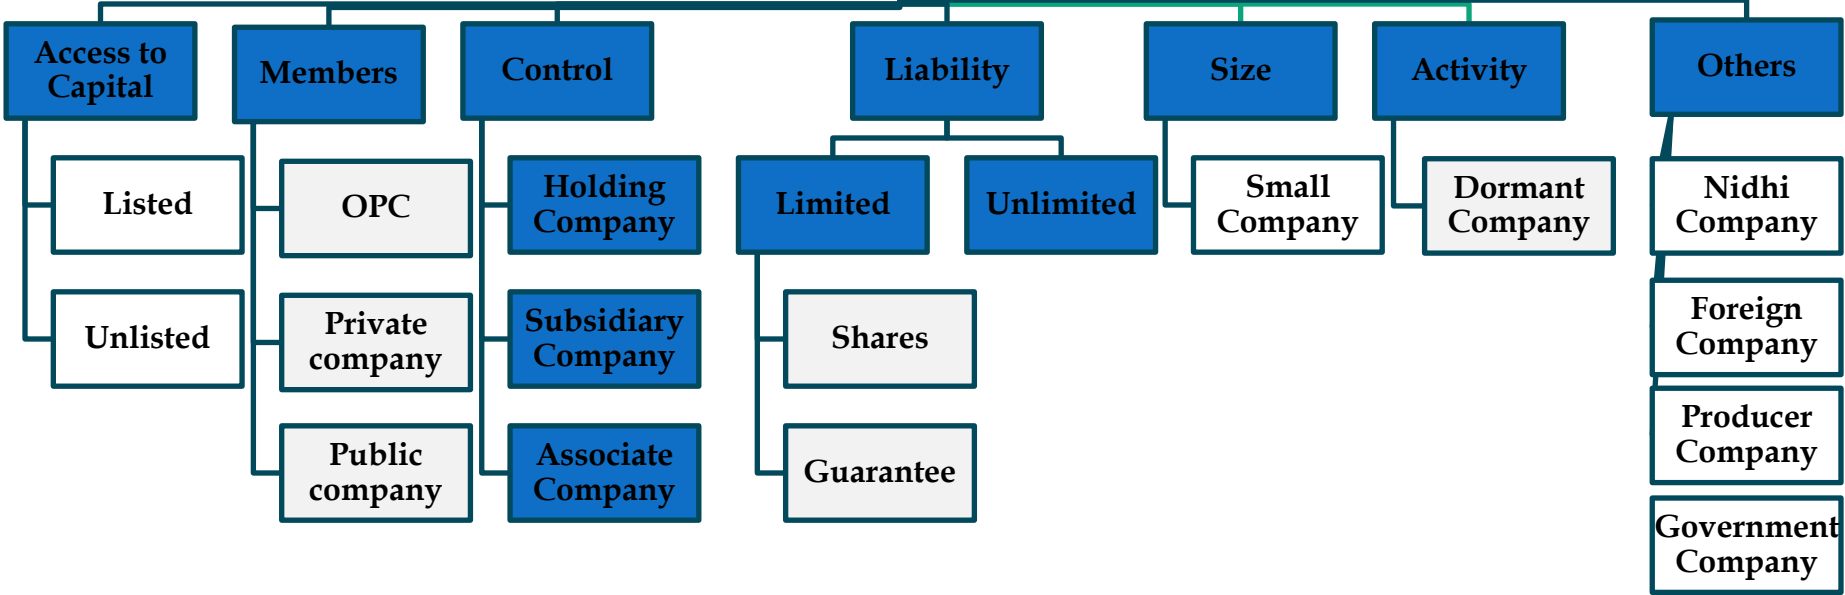 Access to
Capital
Members
Control
Liability
Size
Activity
Others
Listed
Unlisted
OPC
Private
company
Public
company
Holding
Company
Subsidiary
Company
Associate
Company
Limited
Unlimited
Shares
Guarantee
Small
Company
Dormant
Company
Nidhi
Company
Foreign
Company
Producer
Company
Government
Company